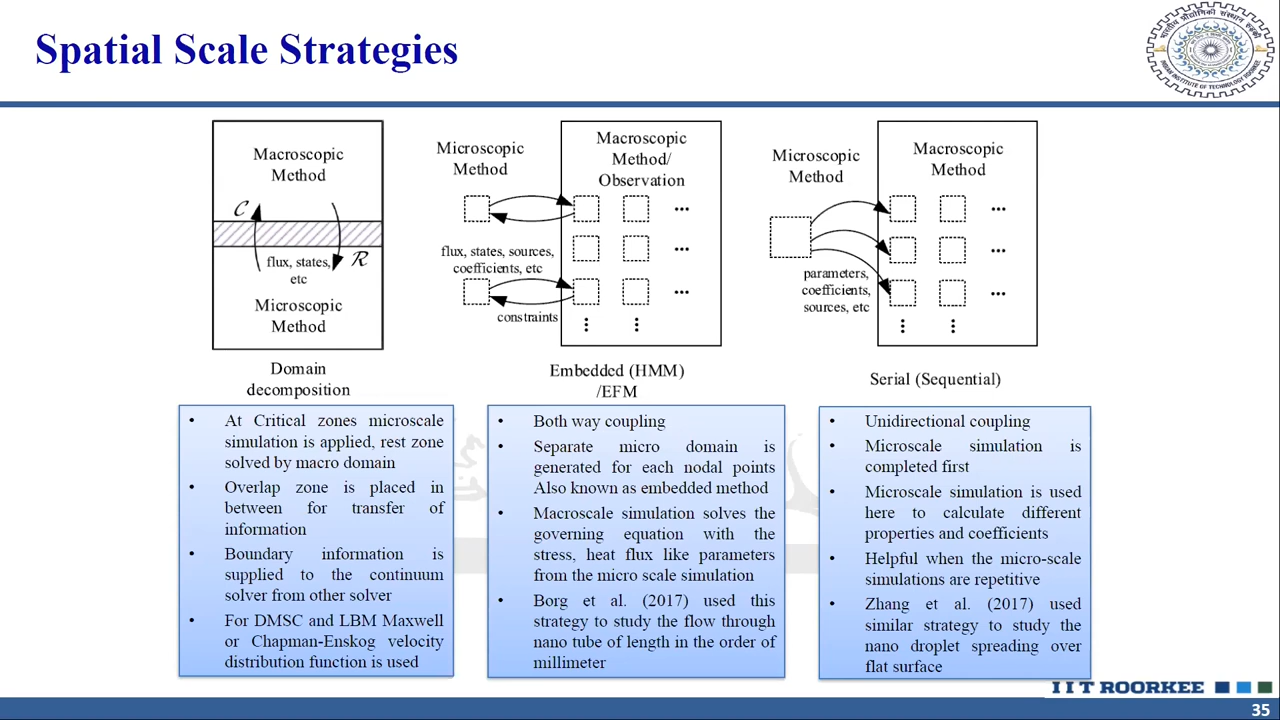 Spatial Scale Strategies
Macroscopic
Method
C
flux, states,
etc
R
Microscopic
Method
Domain
decomposition
Microscopic
Method
Macroscopic
Method/
Observation
flux, states, sources,
coefficients, etc
constraints
Embedded (HMM)
/EFM
Microscopic
Method
Macroscopic
Method
parameters,
coefficients,
sources, etc
Serial (Sequential)
• At Critical zones microscale
simulation is applied, rest zone
solved by macro domain
• Overlap zone is placed in
between for transfer of
information
• Boundary information is
supplied to the continuum
solver from other solver
• For DMSC and LBM Maxwell
or Chapman-Enskog velocity
distribution function is used
• Both way coupling
• Separate micro domain is
generated for each nodal points
Also known as embedded method
• Macroscale simulation solves the
governing equation with the
stress, heat flux like parameters
from the micro scale simulation
• Borg et al. (2017) used this
strategy to study the flow through
nano tube of length in the order of
millimeter
• Unidirectional coupling
• Microscale simulation is
completed first
• Microscale simulation is used
here to calculate different
properties and coefficients
• Helpful when the micro-scale
simulations are repetitive
• Zhang et al. (2017) used
similar strategy to study the
nano droplet spreading over
flat surface
IIT ROORKEE
35